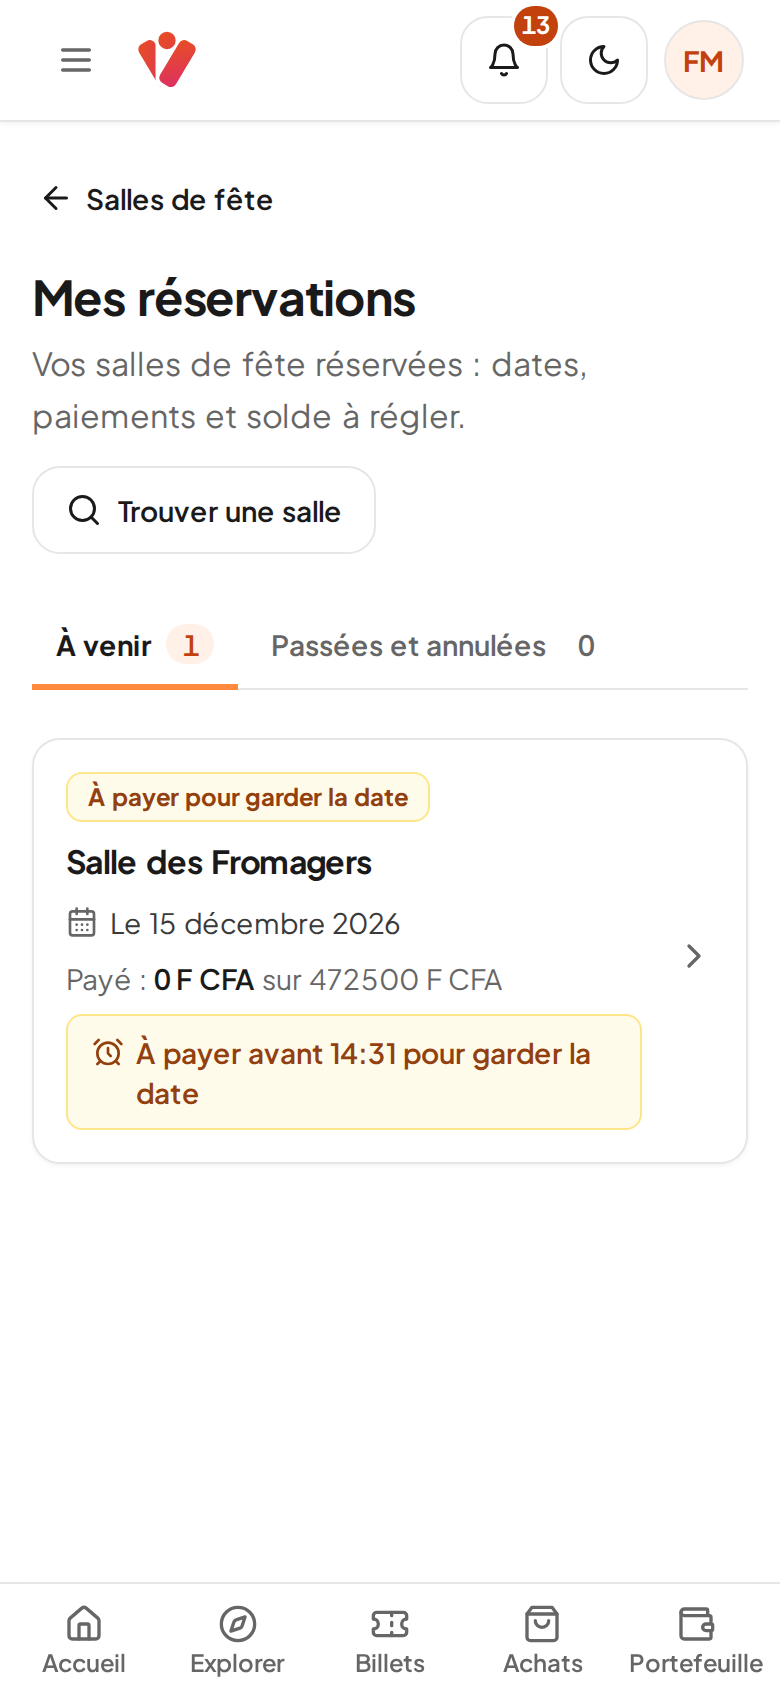 13
FM
Salles de fête
Mes réservations
Vos salles de fête réservées : dates,
paiements et solde à régler.
Trouver une salle
À venir 1 Passées et annulées 0
À payer pour garder la date
Salle des Fromagers
Le 15 décembre 2026
Payé : 0 F CFA sur 472500 F CFA
À payer avant 14:31 pour garder la
date
Accueil Explorer Billets Achats Portefeuille